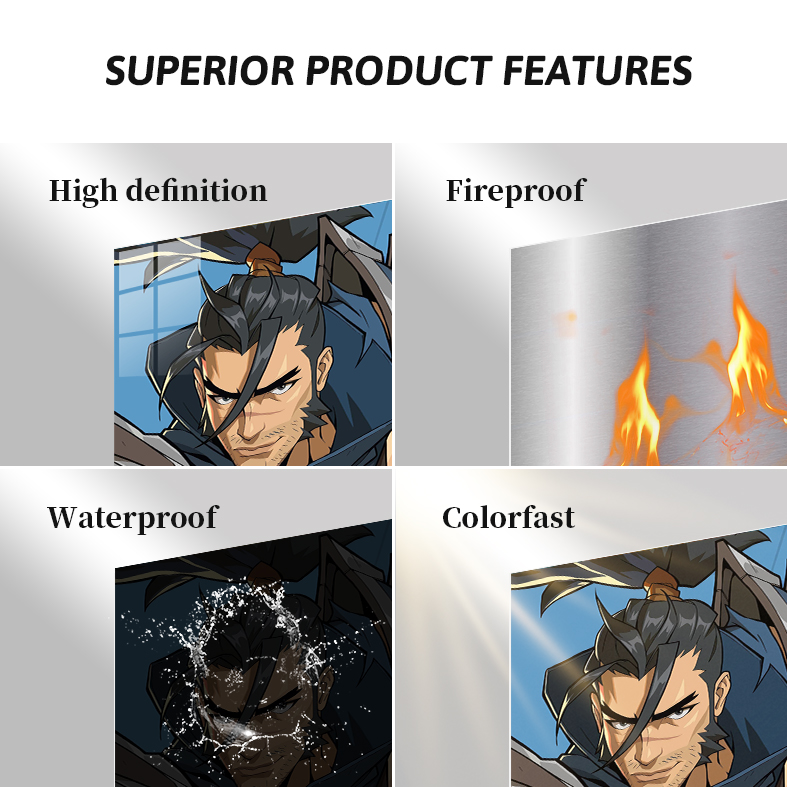 SUPERIOR PRODUCT FEATURES
High definition
Fireproof
Waterproof
Colorfast